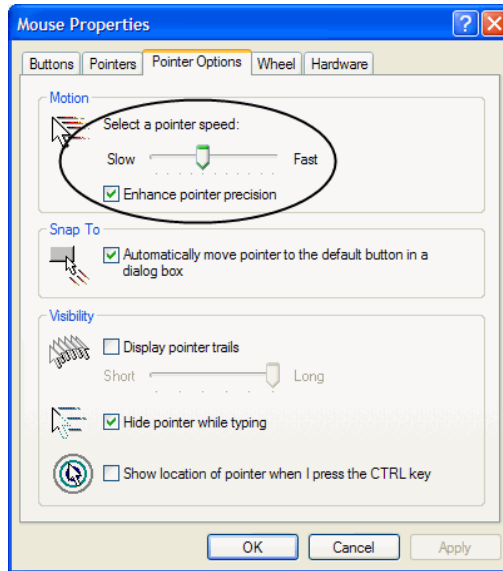 Mouse Properties
Buttons Pointers Pointer Options Wheel Hardware
Motion
Select a pointer speed:
Slow Fast
Enhance pointer precision
Snap To
Automatically move pointer to the default button in a
dialog box
Visibility
Display pointer trails
Short Long
Hide pointer while typing
Show location of pointer when I press the CTRL key
OK Cancel Apply